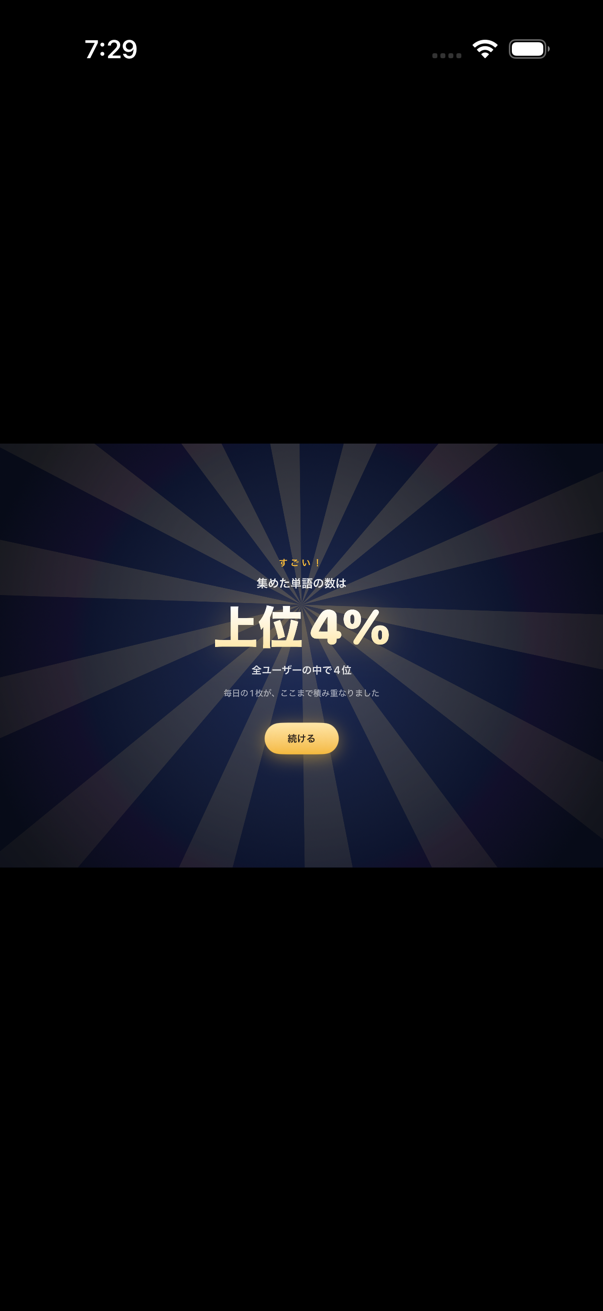 7:29
すごい！
集めた単語の数は
上位4%
全ユーザーの中で4位
毎日の1枚が、ここまで積み重なりました
続ける